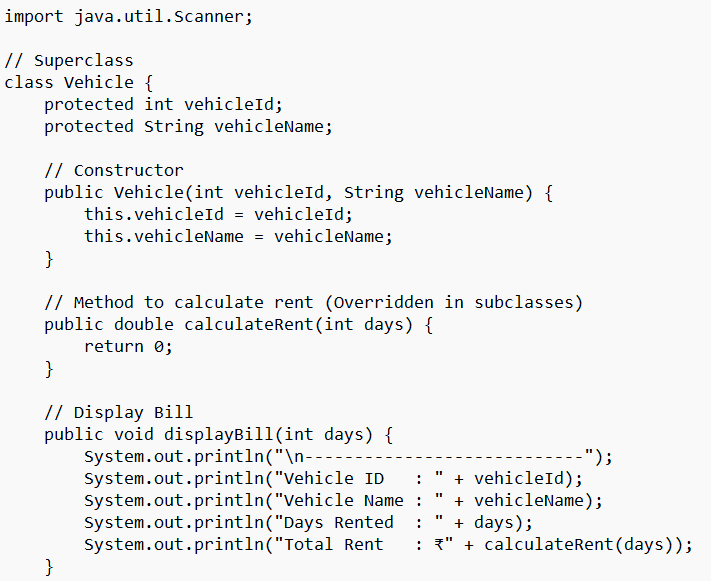 import java.util.Scanner;

// Superclass
class Vehicle {
    protected int vehicleId;
    protected String vehicleName;

    // Constructor
    public Vehicle(int vehicleId, String vehicleName) {
        this.vehicleId = vehicleId;
        this.vehicleName = vehicleName;
    }

    // Method to calculate rent (Overridden in subclasses)
    public double calculateRent(int days) {
        return 0;
    }

    // Display Bill
    public void displayBill(int days) {
        System.out.println("\n----------------------------");
        System.out.println("Vehicle ID   : " + vehicleId);
        System.out.println("Vehicle Name : " + vehicleName);
        System.out.println("Days Rented  : " + days);
        System.out.println("Total Rent   : ₹" + calculateRent(days));
    }